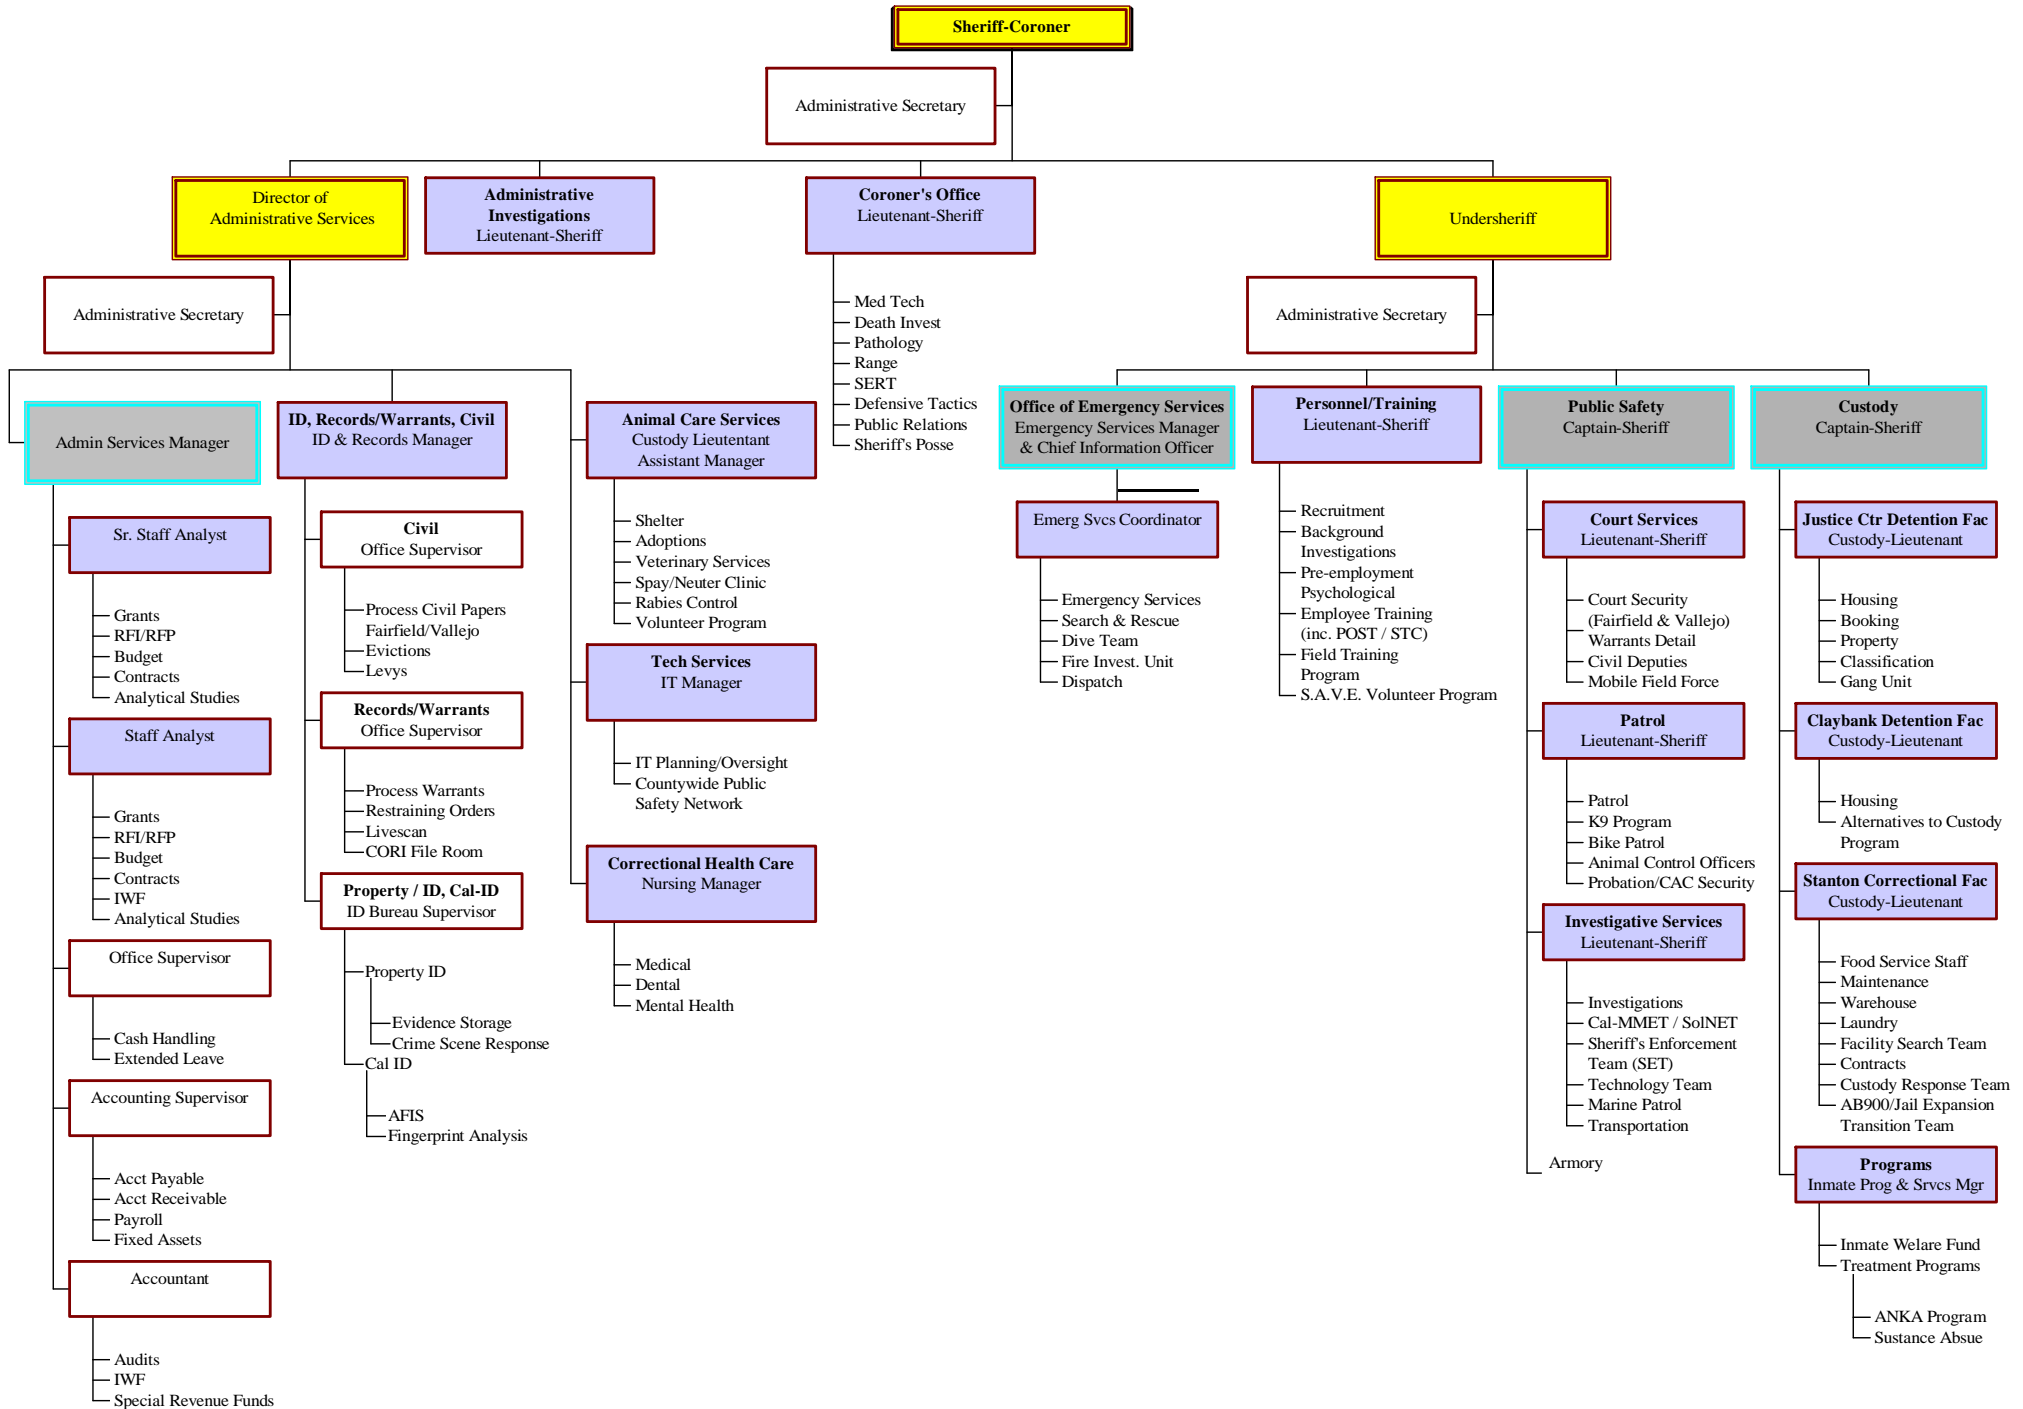 Sheriff-Coroner
Administrative Secretary
Director of
Administrative Services
Administrative
Investigations
Lieutenant-Sheriff
Coroner's Office
Lieutenant-Sheriff
Undersheriff
Administrative Secretary
Med Tech
Death Invest
Pathology
Range
SERT
Defensive Tactics
Public Relations
Sheriff's Posse
Administrative Secretary
Admin Services Manager
Sr. Staff Analyst
Grants
RFI/RFP
Budget
Contracts
Analytical Studies
Staff Analyst
Grants
RFI/RFP
Budget
Contracts
IWF
Analytical Studies
Office Supervisor
Cash Handling
Extended Leave
Accounting Supervisor
Acct Payable
Acct Receivable
Payroll
Fixed Assets
Accountant
Audits
IWF
Special Revenue Funds
ID, Records/Warrants, Civil
ID & Records Manager
Civil
Office Supervisor
Process Civil Papers
Fairfield/Vallejo
Evictions
Levys
Records/Warrants
Office Supervisor
Process Warrants
Restraining Orders
Livescan
CORI File Room
Property / ID, Cal-ID
ID Bureau Supervisor
Property ID
Evidence Storage
Crime Scene Response
Cal ID
AFIS
Fingerprint Analysis
Animal Care Services
Custody Lieutentant
Assistant Manager
Shelter
Adoptions
Veterinary Services
Spay/Neuter Clinic
Rabies Control
Volunteer Program
Tech Services
IT Manager
IT Planning/Oversight
Countywide Public
Safety Network
Correctional Health Care
Nursing Manager
Medical
Dental
Mental Health
Office of Emergency Services
Emergency Services Manager
& Chief Information Officer
Emerg Svcs Coordinator
Emergency Services
Search & Rescue
Dive Team
Fire Invest. Unit
Dispatch
Personnel/Training
Lieutenant-Sheriff
Recruitment
Background
Investigations
Pre-employment
Psychological
Employee Training
(inc. POST / STC)
Field Training
Program
S.A.V.E. Volunteer Program
Public Safety
Captain-Sheriff
Court Services
Lieutenant-Sheriff
Court Security
(Fairfield & Vallejo)
Warrants Detail
Civil Deputies
Mobile Field Force
Patrol
Lieutenant-Sheriff
Patrol
K9 Program
Bike Patrol
Animal Control Officers
Probation/CAC Security
Investigative Services
Lieutenant-Sheriff
Investigations
Cal-MMET / SolNET
Sheriff's Enforcement
Team (SET)
Technology Team
Marine Patrol
Transportation
Armory
Custody
Captain-Sheriff
Justice Ctr Detention Fac
Custody-Lieutenant
Housing
Booking
Property
Classification
Gang Unit
Claybank Detention Fac
Custody-Lieutenant
Housing
Alternatives to Custody
Program
Stanton Correctional Fac
Custody-Lieutenant
Food Service Staff
Maintenance
Warehouse
Laundry
Facility Search Team
Contracts
Custody Response Team
AB900/Jail Expansion
Transition Team
Programs
Inmate Prog & Srvcs Mgr
Inmate Welare Fund
Treatment Programs
ANKA Program
Sustance Absue